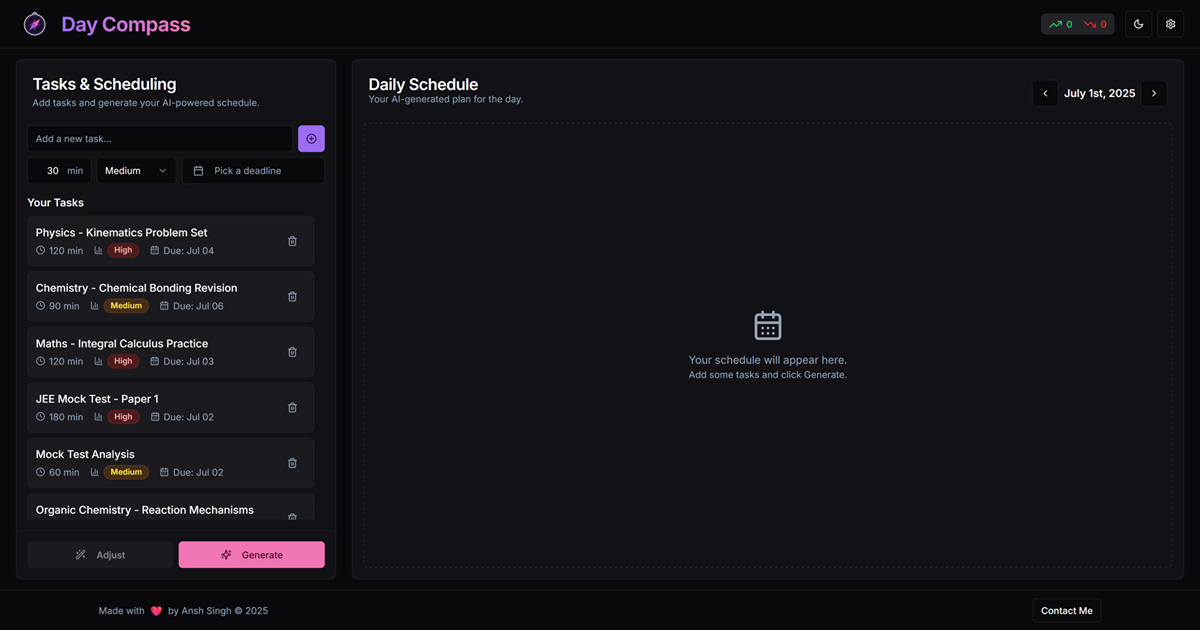 Day Compass
0 0
Tasks & Scheduling
Add tasks and generate your AI-powered schedule.
Add a new task...
30 min Medium Pick a deadline
Your Tasks
Physics - Kinematics Problem Set
120 min High Due: Jul 04
Chemistry - Chemical Bonding Revision
90 min Medium Due: Jul 06
Maths - Integral Calculus Practice
120 min High Due: Jul 03
JEE Mock Test - Paper 1
180 min High Due: Jul 02
Mock Test Analysis
60 min Medium Due: Jul 02
Organic Chemistry - Reaction Mechanisms
Adjust Generate
Daily Schedule
Your AI-generated plan for the day.
July 1st, 2025
Your schedule will appear here.
Add some tasks and click Generate.
Made with ❤️ by Ansh Singh © 2025
Contact Me